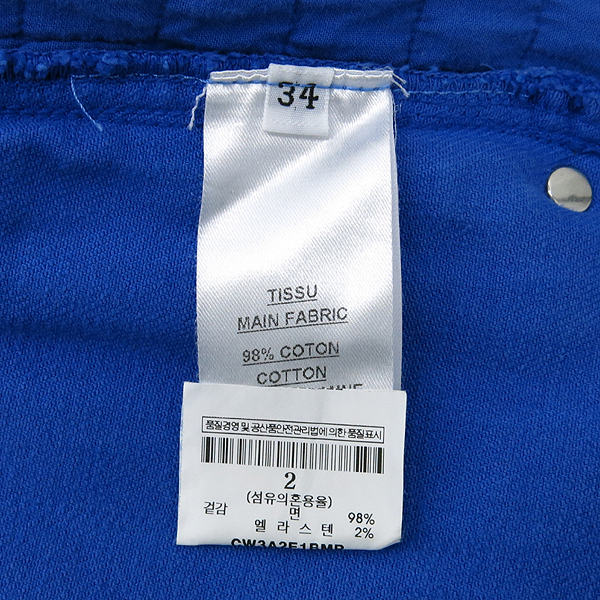 34
TISSU
MAIN FABRIC
98% COTON
COTTON
품질경영 및 공산품안전관리법에 의한 품질표시
2
(섬유의혼용율)
겉감 면 98%
엘라스텐 2%